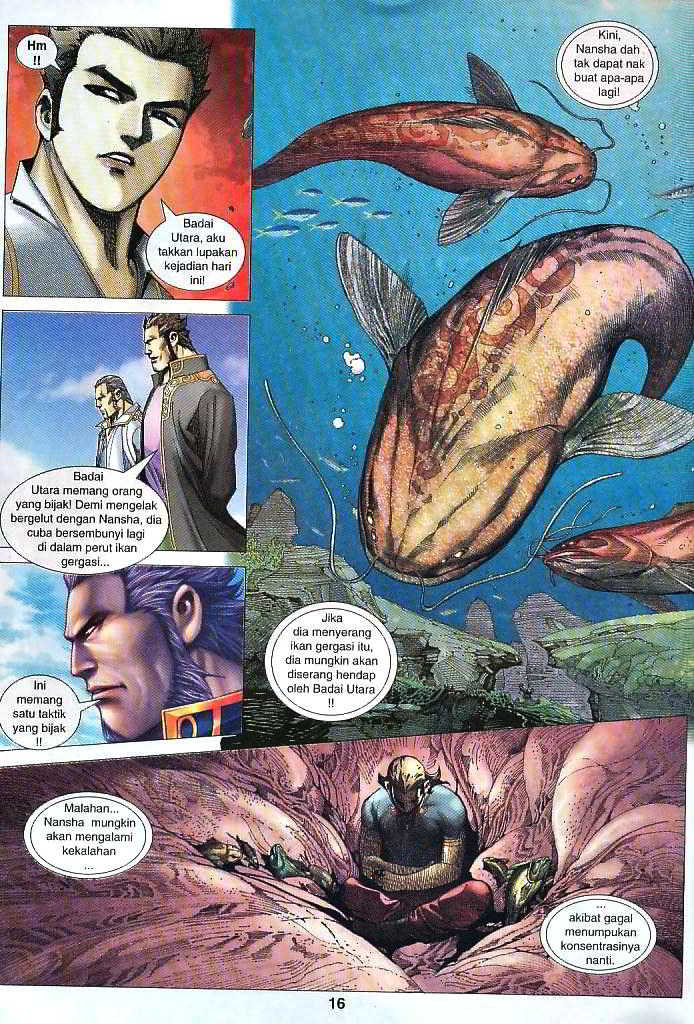 Hm
!!
Badai
Utara, aku
takkan lupakan
kejadian hari
ini!
Kini,
Nansha dah
tak dapat nak
buat apa-apa
lagi!
Badai
Utara memang orang
yang bijak! Demi mengelak
bergelut dengan Nansha, dia
cuba bersembunyi lagi
di dalam perut ikan
gergasi...
Jika
dia menyerang
ikan gergasi itu,
dia mungkin akan
diserang hendap
oleh Badai Utara
!!
Ini
memang
satu taktik
yang bijak
!!
Malahan...
Nansha mungkin
akan mengalami
kekalahan
...
...
akibat gagal
menumpukan
konsentrasinya
nanti.
16